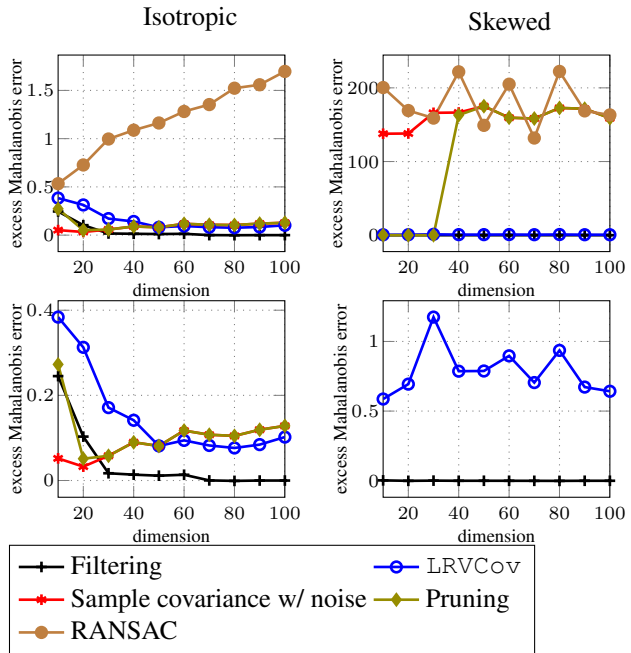 Isotropic
Skewed
excess Mahalanobis error
0
0.5
1
1.5
20 40 60 80 100
dimension
excess Mahalanobis error
0
100
200
20 40 60 80 100
dimension
excess Mahalanobis error
0
0.2
0.4
20 40 60 80 100
dimension
excess Mahalanobis error
0
0.5
1
20 40 60 80 100
dimension
Filtering
LRVCov
Sample covariance w/ noise
Pruning
RANSAC